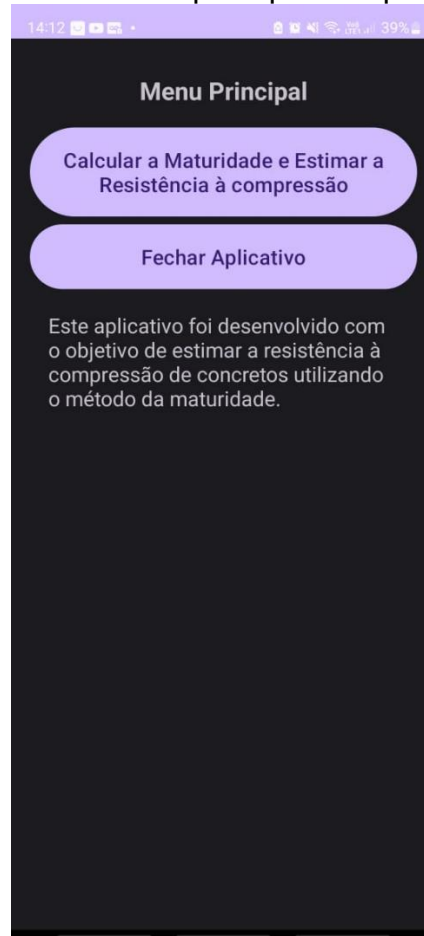 14:12
39%
Menu Principal
Calcular a Maturidade e Estimar a
Resistência à compressão
Fechar Aplicativo
Este aplicativo foi desenvolvido com
o objetivo de estimar a resistência à
compressão de concretos utilizando
o método da maturidade.